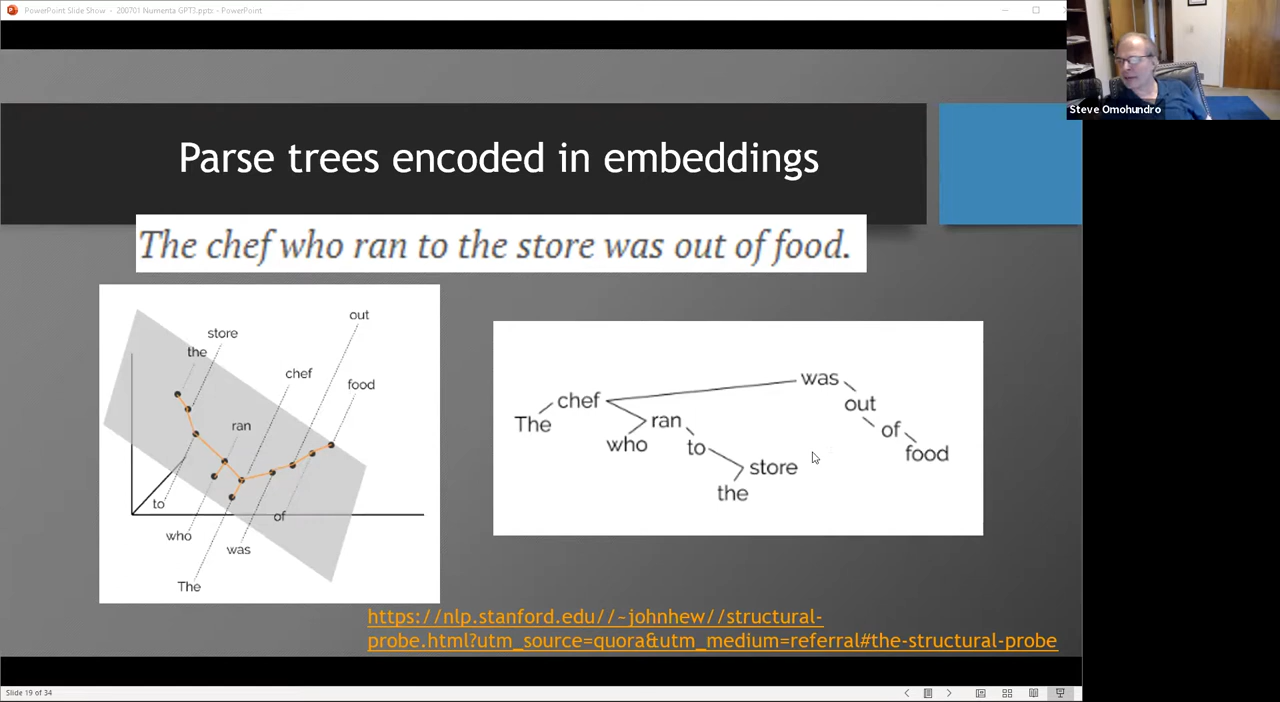 PowerPoint Slide Show - 200701 Numenta GPT3.pptx - PowerPoint
Steve Omohundro
Parse trees encoded in embeddings
The chef who ran to the store was out of food.
out
store
the
chef
food
ran
to
of
who
was
The
was
chef
out
The
ran
of
who
to
food
store
the
https://nlp.stanford.edu//~johnhew//structural-
probe.html?utm_source=quora&utm_medium=referral#the-structural-probe
Slide 19 of 34